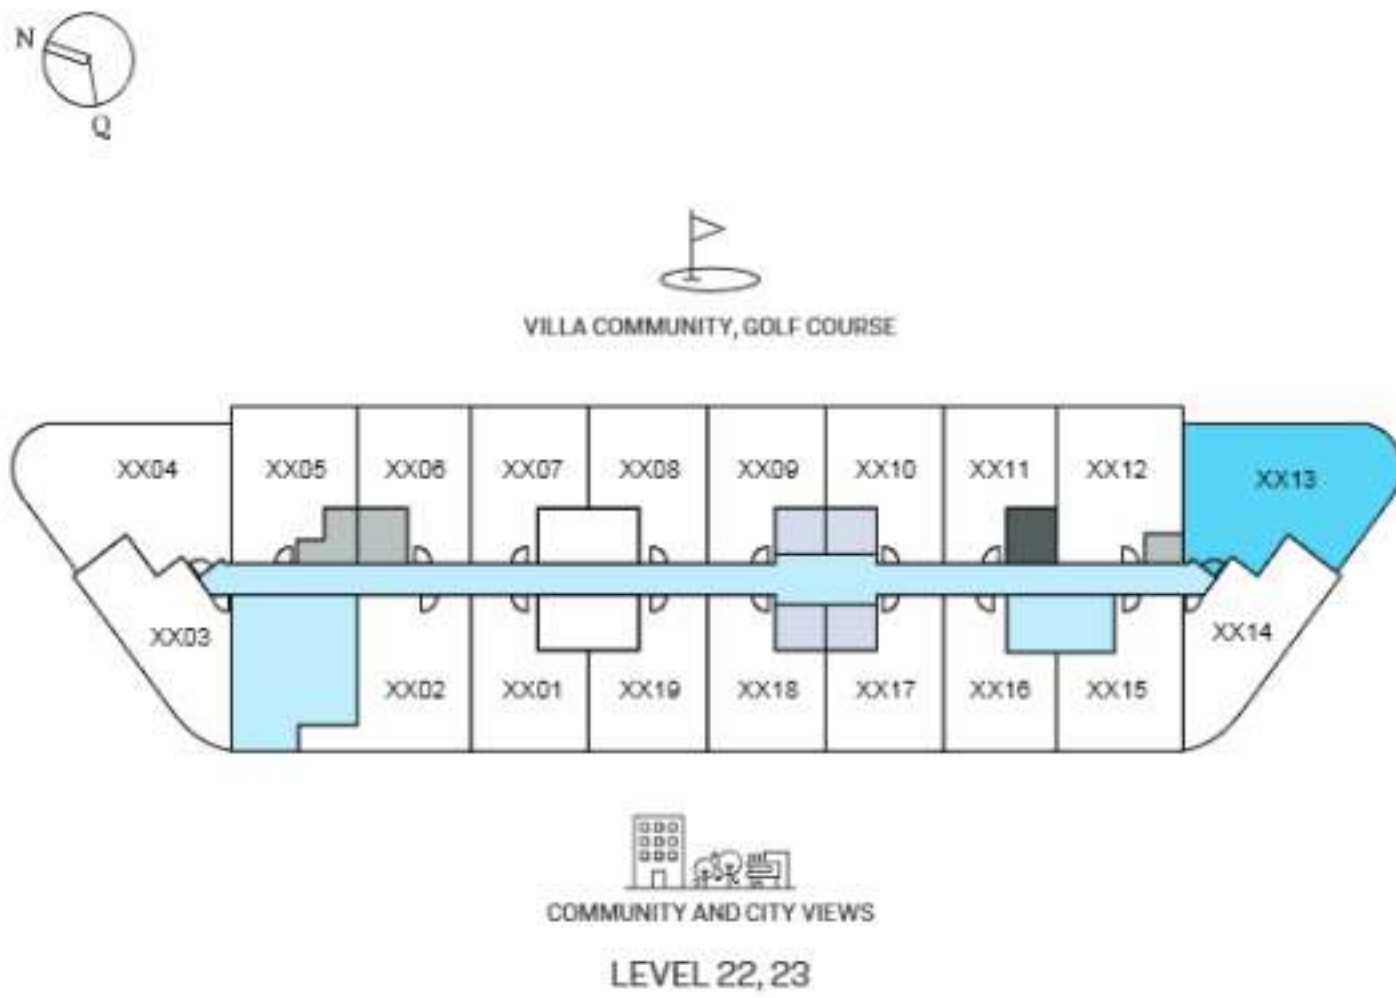 N
Q
VILLA COMMUNITY, GOLF COURSE
XX04
XX05
XX06
XX07
XX08
XX09
XX10
XX11
XX12
XX13
XX03
XX14
XX02
XX01
XX19
XX18
XX17
XX16
XX15
COMMUNITY AND CITY VIEWS
LEVEL 22, 23